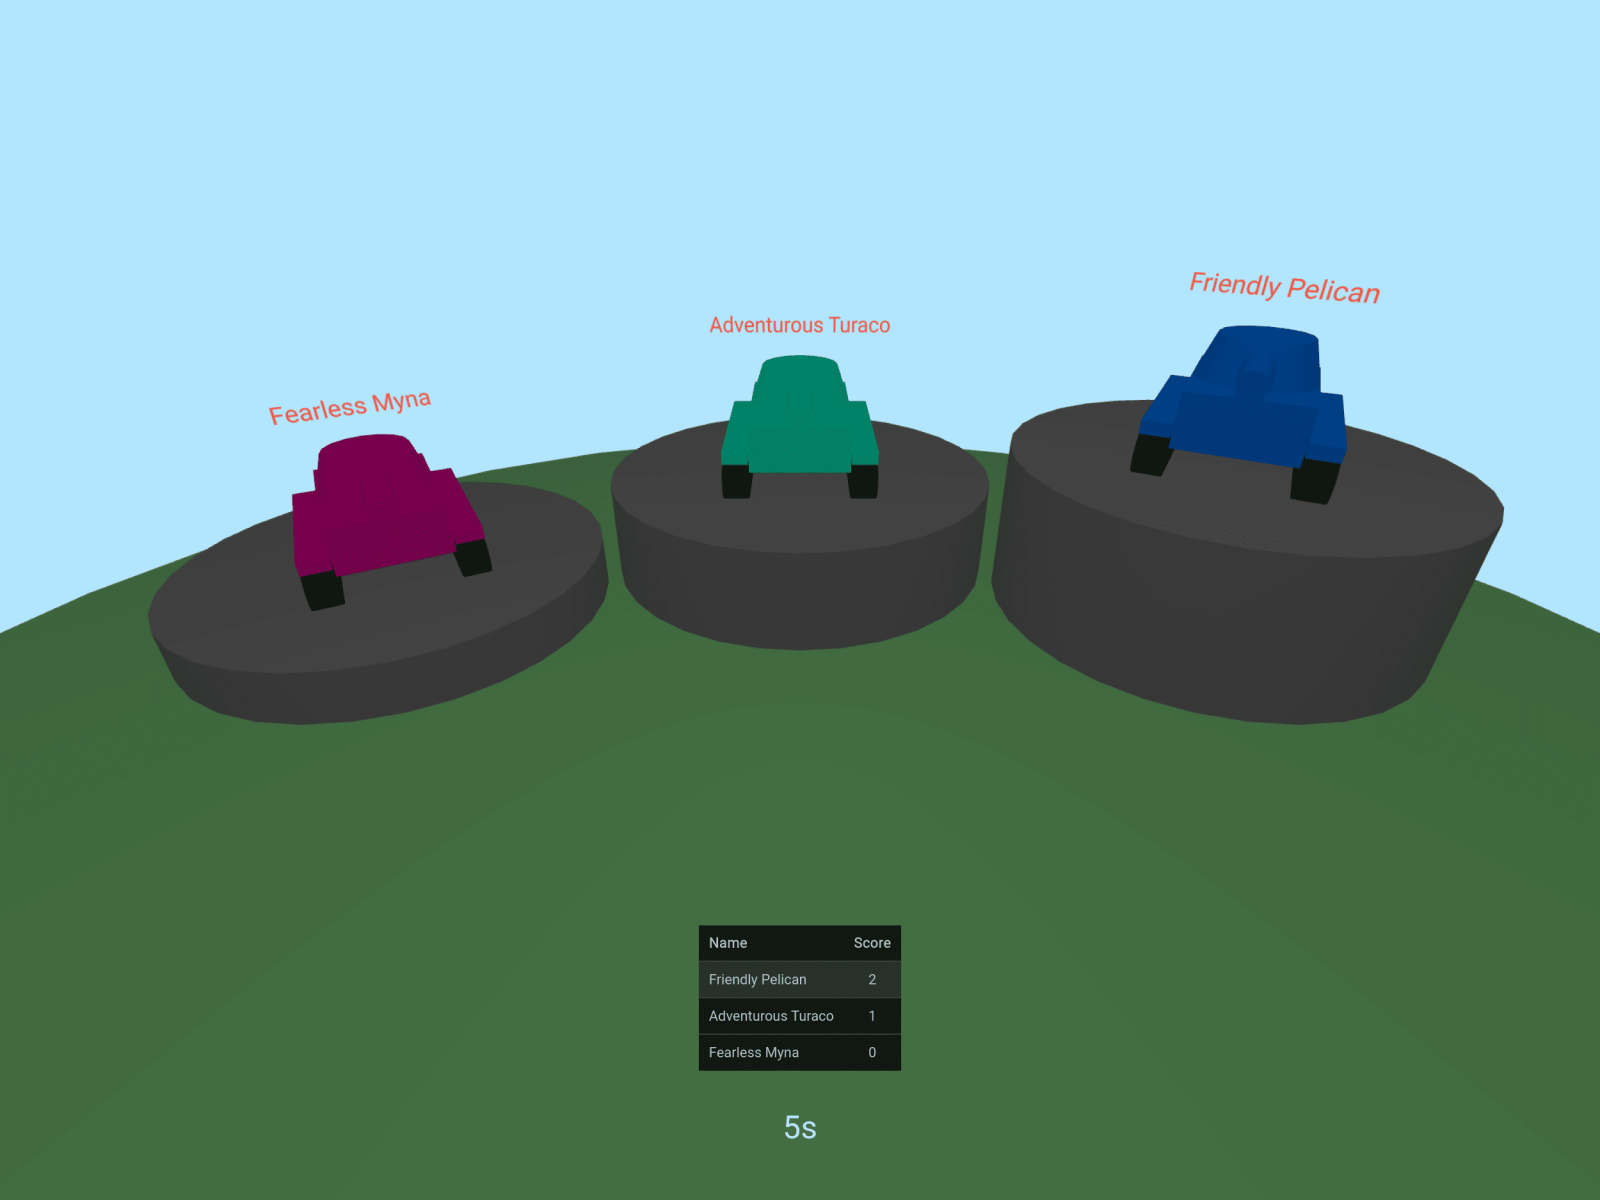 Friendly Pelican
Adventurous Turaco
Fearless Myna
Name Score
Friendly Pelican 2
Adventurous Turaco 1
Fearless Myna 0
5s